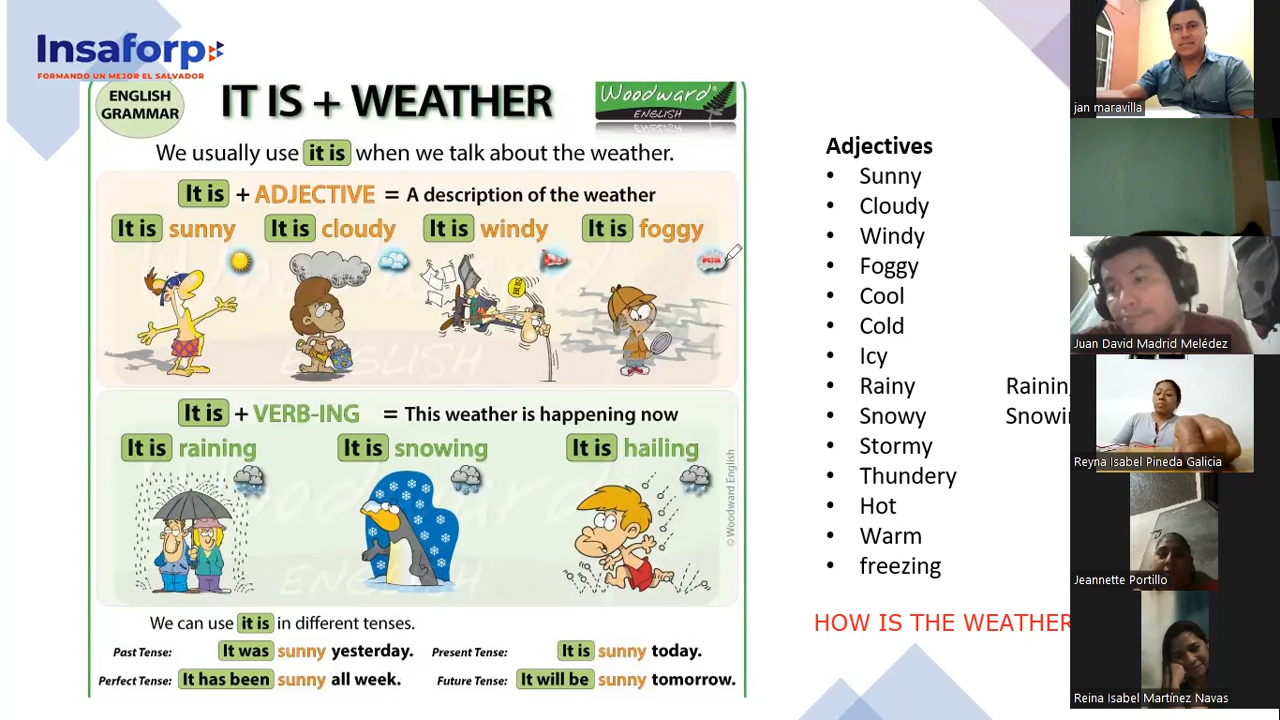 Insaforp
FORMANDO UN MEJOR EL SALVADOR
ENGLISH
GRAMMAR
IT IS + WEATHER
Woodward
ENGLISH
We usually use it is when we talk about the weather.
It is + ADJECTIVE = A description of the weather
It is sunny It is cloudy It is windy It is foggy
It is + VERB-ING = This weather is happening now
It is raining It is snowing It is hailing
© Woodward English
We can use it is in different tenses.
Past Tense: It was sunny yesterday. Present Tense: It is sunny today.
Perfect Tense: It has been sunny all week. Future Tense: It will be sunny tomorrow.
Adjectives
• Sunny
• Cloudy
• Windy
• Foggy
• Cool
• Cold
• Icy
• Rainy Rainin
• Snowy Snowi
• Stormy
• Thundery
• Hot
• Warm
• freezing
HOW IS THE WEATHER
jan maravilla
Juan David Madrid Melédez
Reyna Isabel Pineda Galicia
Jeannette Portillo
Reina Isabel Martínez Navas